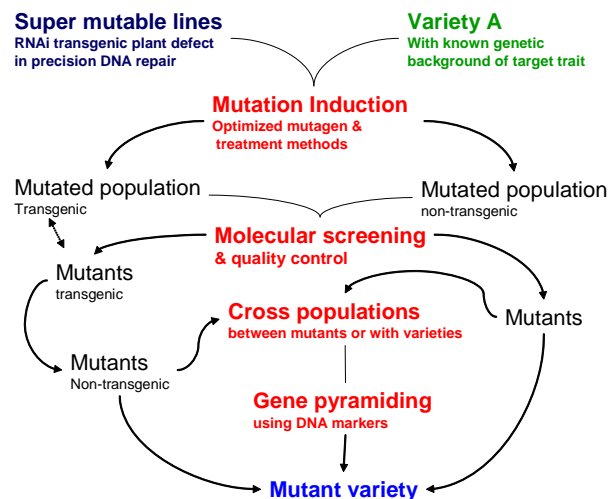 Super mutable lines
RNAi transgenic plant defect
in precision DNA repair
Variety A
With known genetic
background of target trait
Mutation Induction
Optimized mutagen &
treatment methods
Mutated population
Transgenic
Mutated population
non-transgenic
Molecular screening
& quality control
Mutants
transgenic
Cross populations
between mutants or with varieties
Mutants
Mutants
Non-transgenic
Gene pyramiding
using DNA markers
Mutant variety